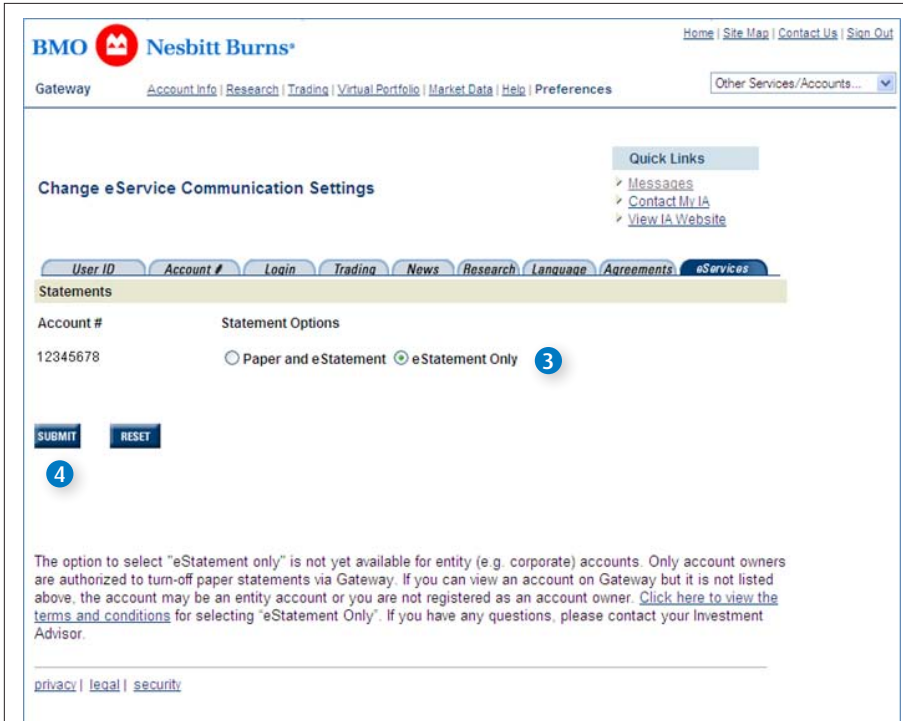 Home | Site Map | Contact Us | Sign Out
BMO Nesbitt Burns®
Gateway Account Info | Research | Trading | Virtual Portfolio | Market Data | Help | Preferences Other Services/Accounts...
Quick Links
Change eService Communication Settings
Messages
Contact My IA
View IA Website
User ID Account # Login Trading News Research Language Agreements eServices
Statements
Account # Statement Options
12345678 Paper and eStatement eStatement Only 3
SUBMIT RESET
4
The option to select "eStatement only" is not yet available for entity (e.g. corporate) accounts. Only account owners
are authorized to turn-off paper statements via Gateway. If you can view an account on Gateway but it is not listed
above, the account may be an entity account or you are not registered as an account owner. Click here to view the
terms and conditions for selecting "eStatement Only". If you have any questions, please contact your Investment
Advisor.
privacy | legal | security